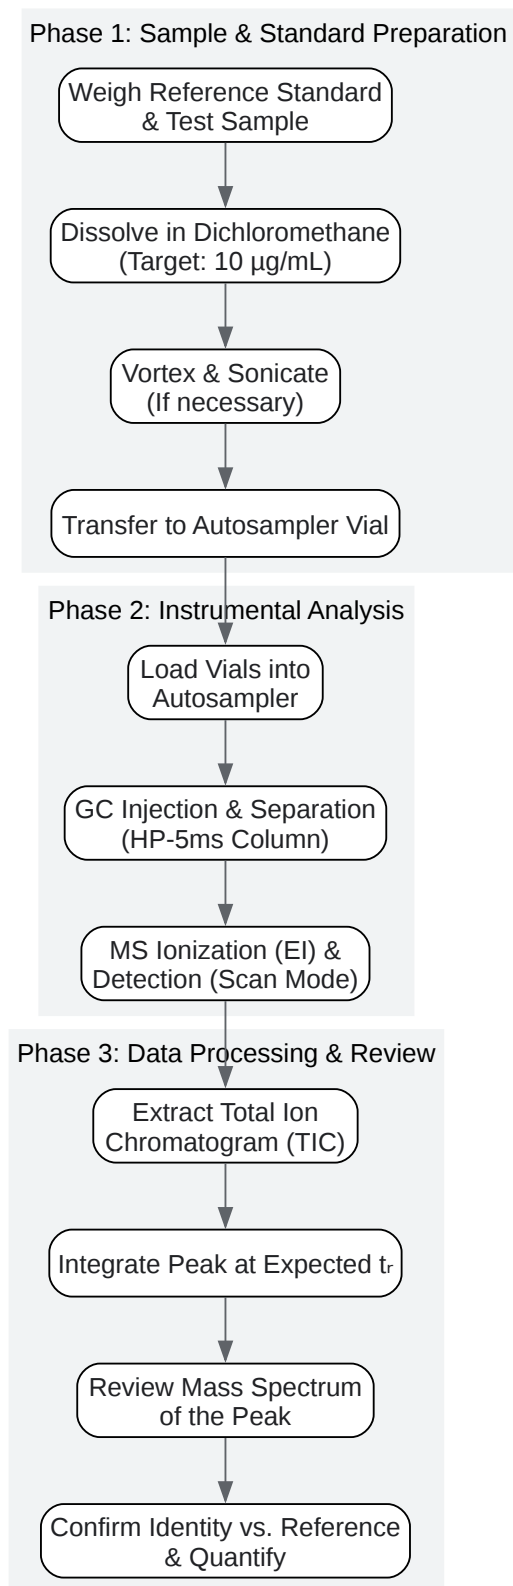 Phase 1: Sample & Standard Preparation
Weigh Reference Standard
& Test Sample
Dissolve in Dichloromethane
(Target: 10 µg/mL)
Vortex & Sonicate
(If necessary)
Transfer to Autosampler Vial
Phase 2: Instrumental Analysis
Load Vials into
Autosampler
GC Injection & Separation
(HP-5ms Column)
MS Ionization (EI) &
Detection (Scan Mode)
Phase 3: Data Processing & Review
Extract Total Ion
Chromatogram (TIC)
Integrate Peak at Expected tᵣ
Review Mass Spectrum
of the Peak
Confirm Identity vs. Reference
& Quantify